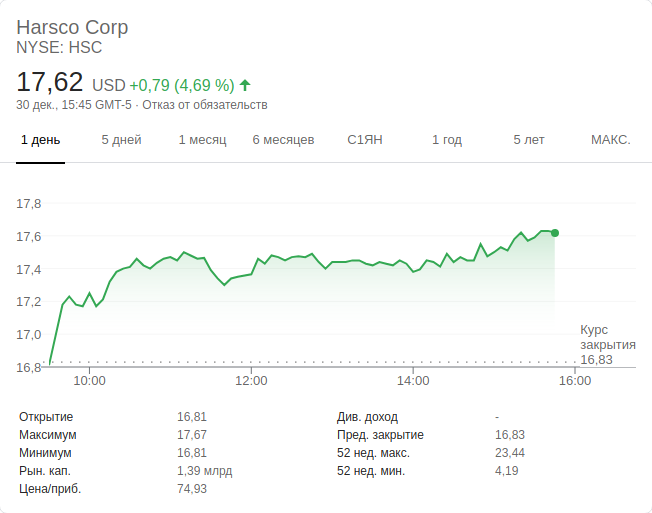 Harsco Corp
NYSE: HSC
17,62 USD +0,79 (4,69 %)
30 дек., 15:45 GMT-5 · Отказ от обязательств
1 день 5 дней 1 месяц 6 месяцев С1ЯН 1 год 5 лет МАКС.
17,8
17,6
17,4
17,2
17,0
16,8
Курс
закрытия
16,83
10:00 12:00 14:00 16:00
Открытие 16,81 Див. доход -
Максимум 17,67 Пред. закрытие 16,83
Минимум 16,81 52 нед. макс. 23,44
Рын. кап. 1,39 млрд 52 нед. мин. 4,19
Цена/приб. 74,93